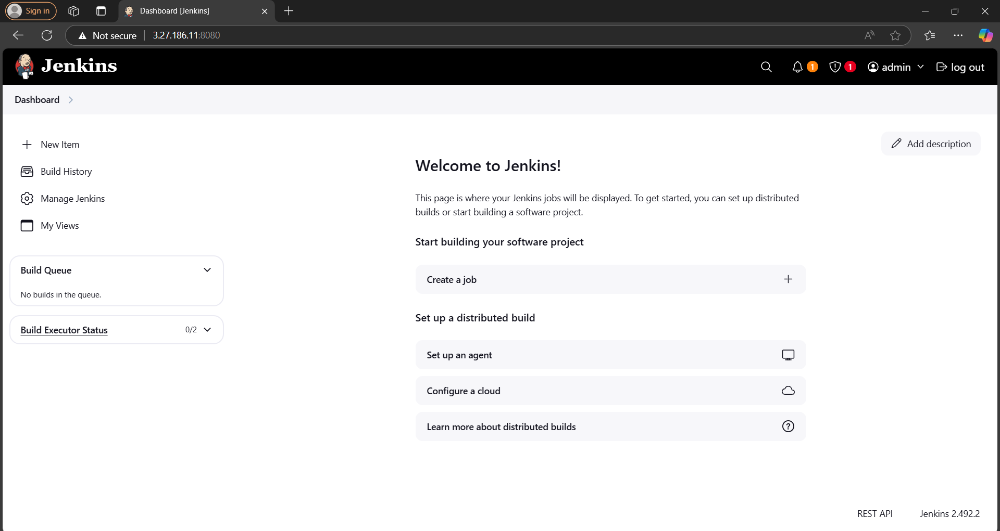 Sign in
Dashboard [Jenkins]
Not secure
3.27.186.11:8080
Jenkins
1
1
admin
log out
Dashboard
New Item
Build History
Manage Jenkins
My Views
Build Queue
No builds in the queue.
Build Executor Status
0/2
Add description
Welcome to Jenkins!
This page is where your Jenkins jobs will be displayed. To get started, you can set up distributed
builds or start building a software project.
Start building your software project
Create a job
Set up a distributed build
Set up an agent
Configure a cloud
Learn more about distributed builds
REST API
Jenkins 2.492.2